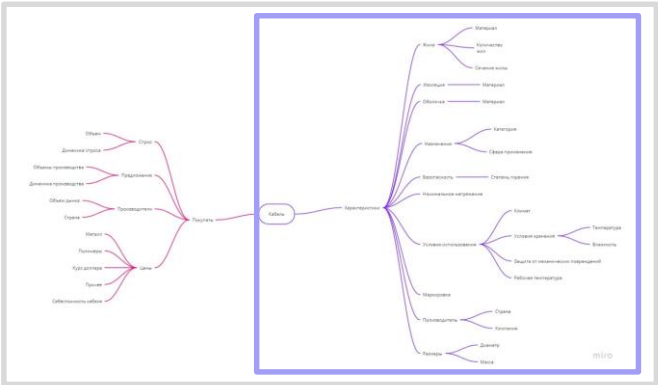 Объем
Динамика спроса
Спрос
Объемы производства
Динамика производства
Предложение
Объем рынка
Страна
Производители
Металл
Полимеры
Курс доллара
Прочее
Себестоимость кабеля
Цены
Покупать
Кабель
Характеристики
Жила
Материал
Количество
жил
Сечение жилы
Изоляция
Материал
Оболочка
Материал
Назначение
Категория
Сфера применения
Безопасность
Степень горения
Номинальное напряжение
Условия использования
Климат
Условия хранения
Температура
Влажность
Защита от механических повреждений
Рабочая температура
Маркировка
Производитель
Страна
Компания
Размеры
Диаметр
Масса
miro